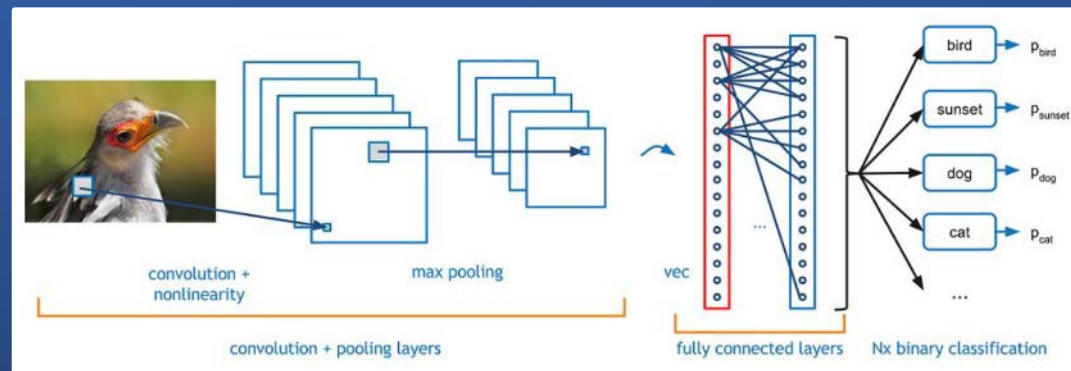 convolution +
nonlinearity
max pooling
convolution + pooling layers
vec
...
fully connected layers
bird
p_bird
sunset
p_sunset
dog
p_dog
cat
p_cat
...
Nx binary classification